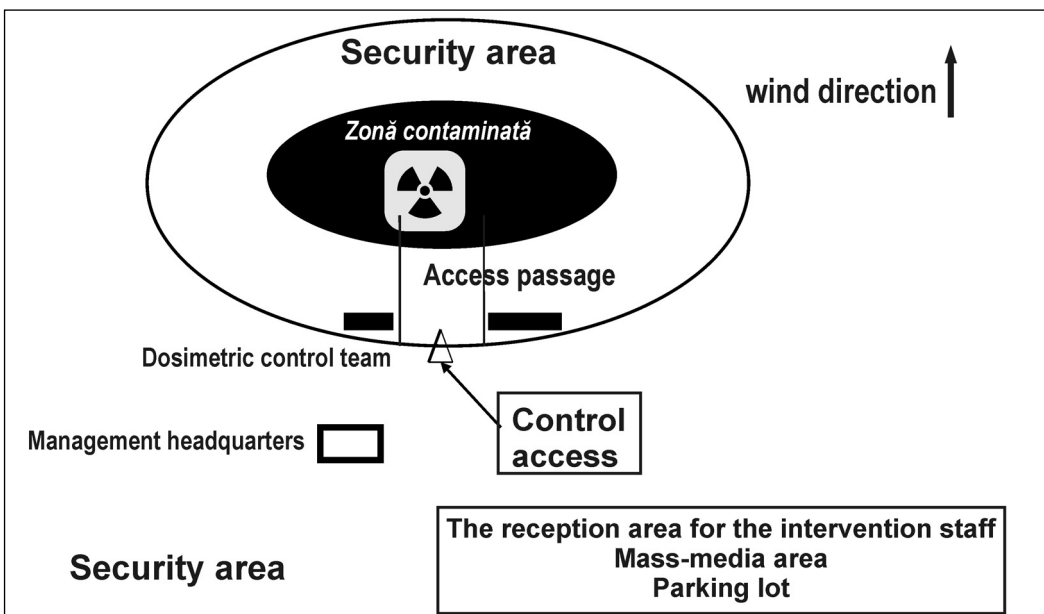 Security area
wind direction
Zonă contaminată
Access passage
Dosimetric control team
Control
access
Management headquarters
The reception area for the intervention staff
Mass-media area
Parking lot
Security area